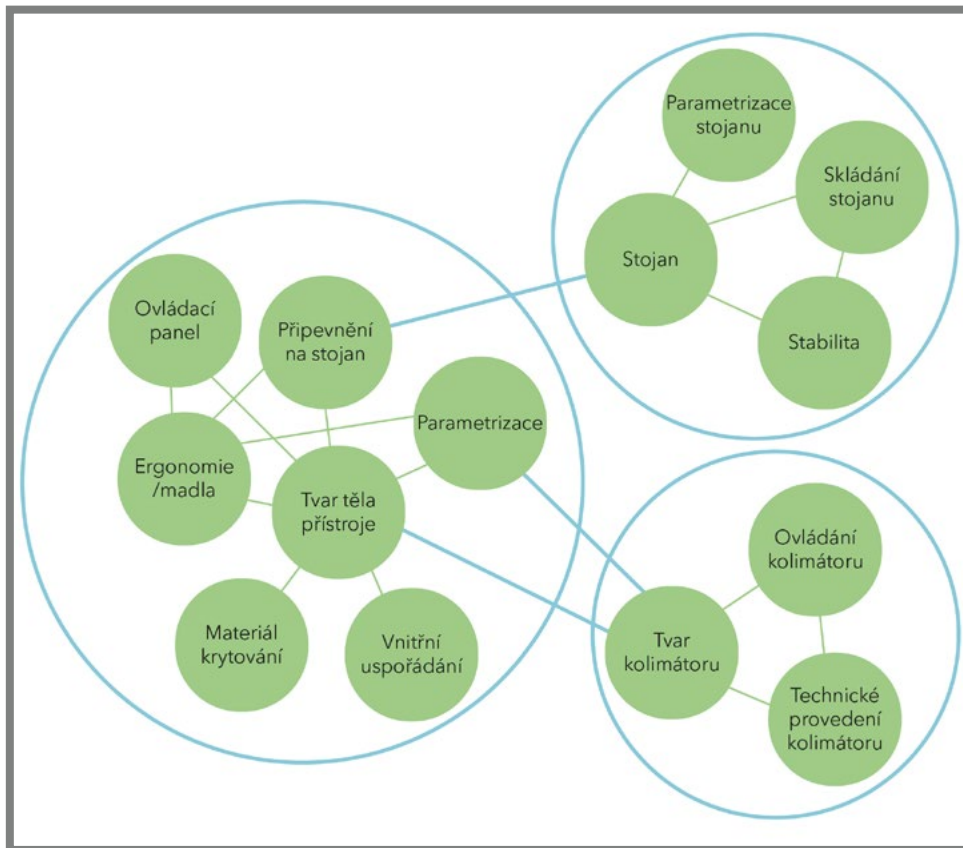 Parametrizace
stojanu
Skládání
stojanu
Stojan
Stabilita
Ovládací
panel
Připevnění
na stojan
Parametrizace
Ergonomie
/madla
Tvar těla
přístroje
Materiál
krytování
Vnitřní
uspořádání
Ovládání
kolimátoru
Tvar
kolimátoru
Technické
provedení
kolimátoru